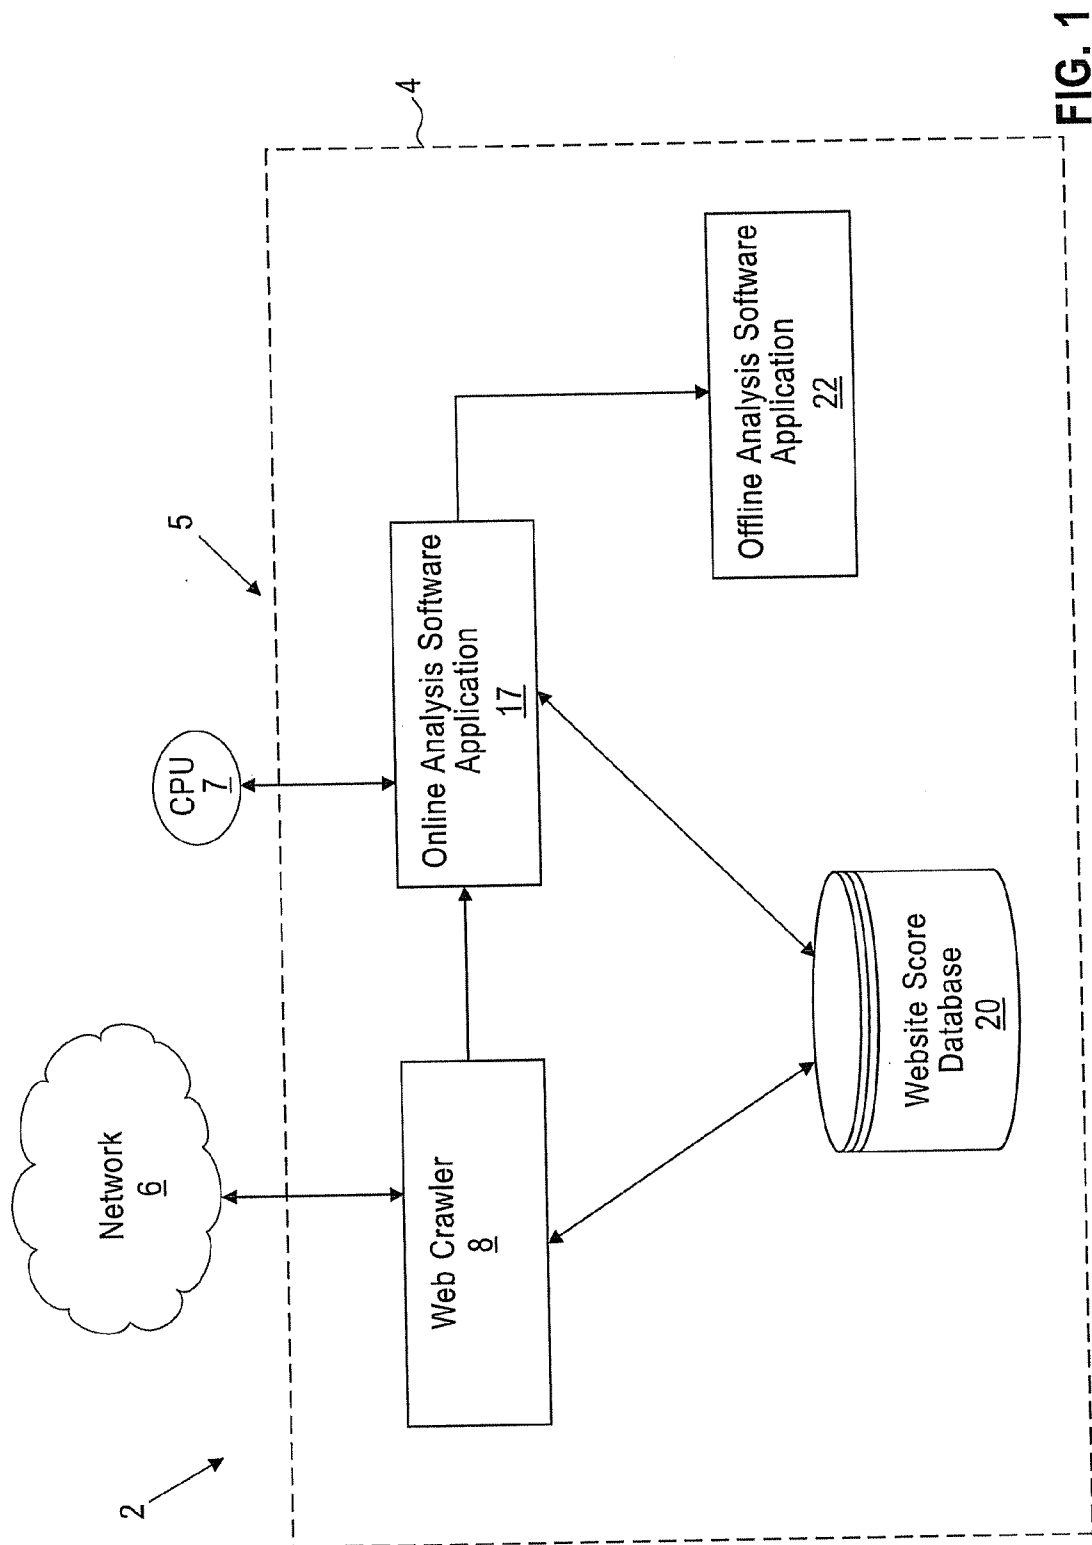 2
Network
6
CPU
7
5
4
Web Crawler
8
Online Analysis Software
Application
17
Website Score
Database
20
Offline Analysis Software
Application
22
FIG. 1